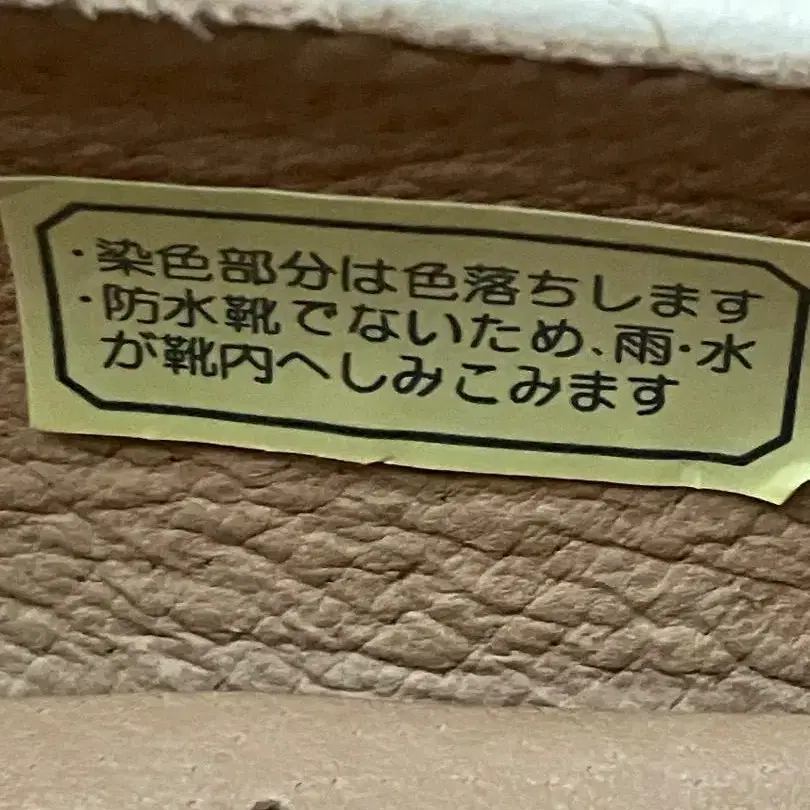 ・染色部分は色落ちします
・防水靴でないため、雨・水
が靴内へしみこみます